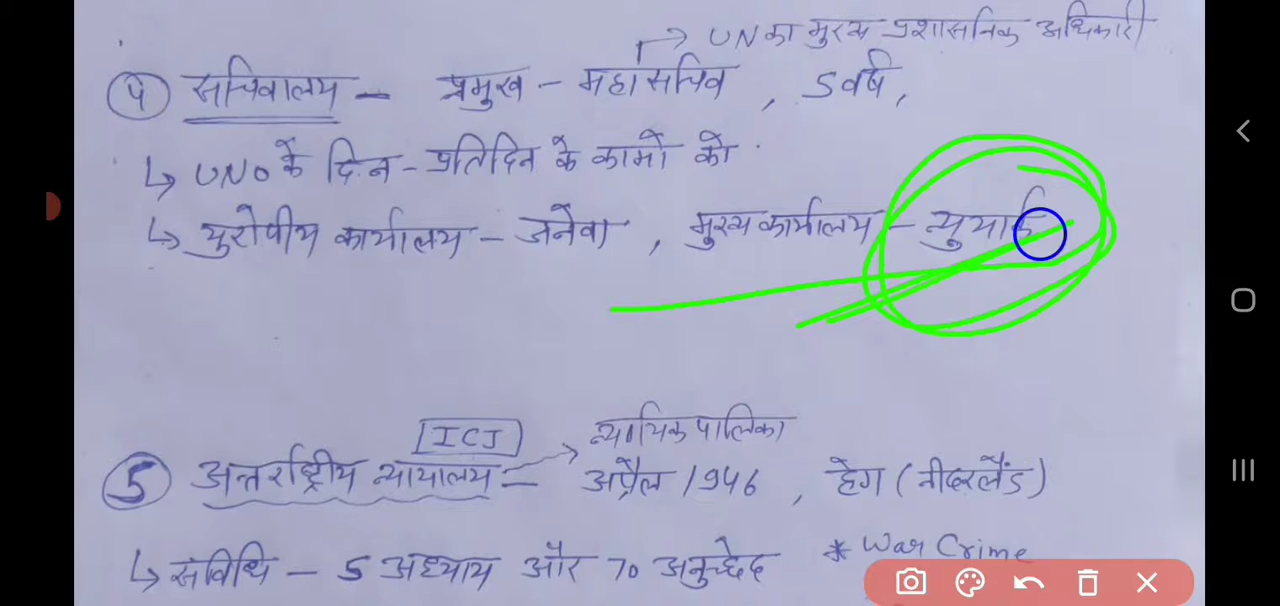 → UN का मुख्य प्रशासनिक अधिकारी
④ सचिवालय – प्रमुख – महासचिव , 5 वर्ष,
↳ UNO के दिन-प्रतिदिन के कामो को
↳ युरोपीय कार्यालय – जनेवा , मुख्य कार्यालय – न्युयार्क
[ICJ] → न्यायिक पालिका
⑤ अन्तर्राष्ट्रीय न्यायालय – अप्रैल 1946 , हेग (नीदरलैंड)
↳ संविधि – 5 अध्याय और 70 अनुच्छेद * War Crime